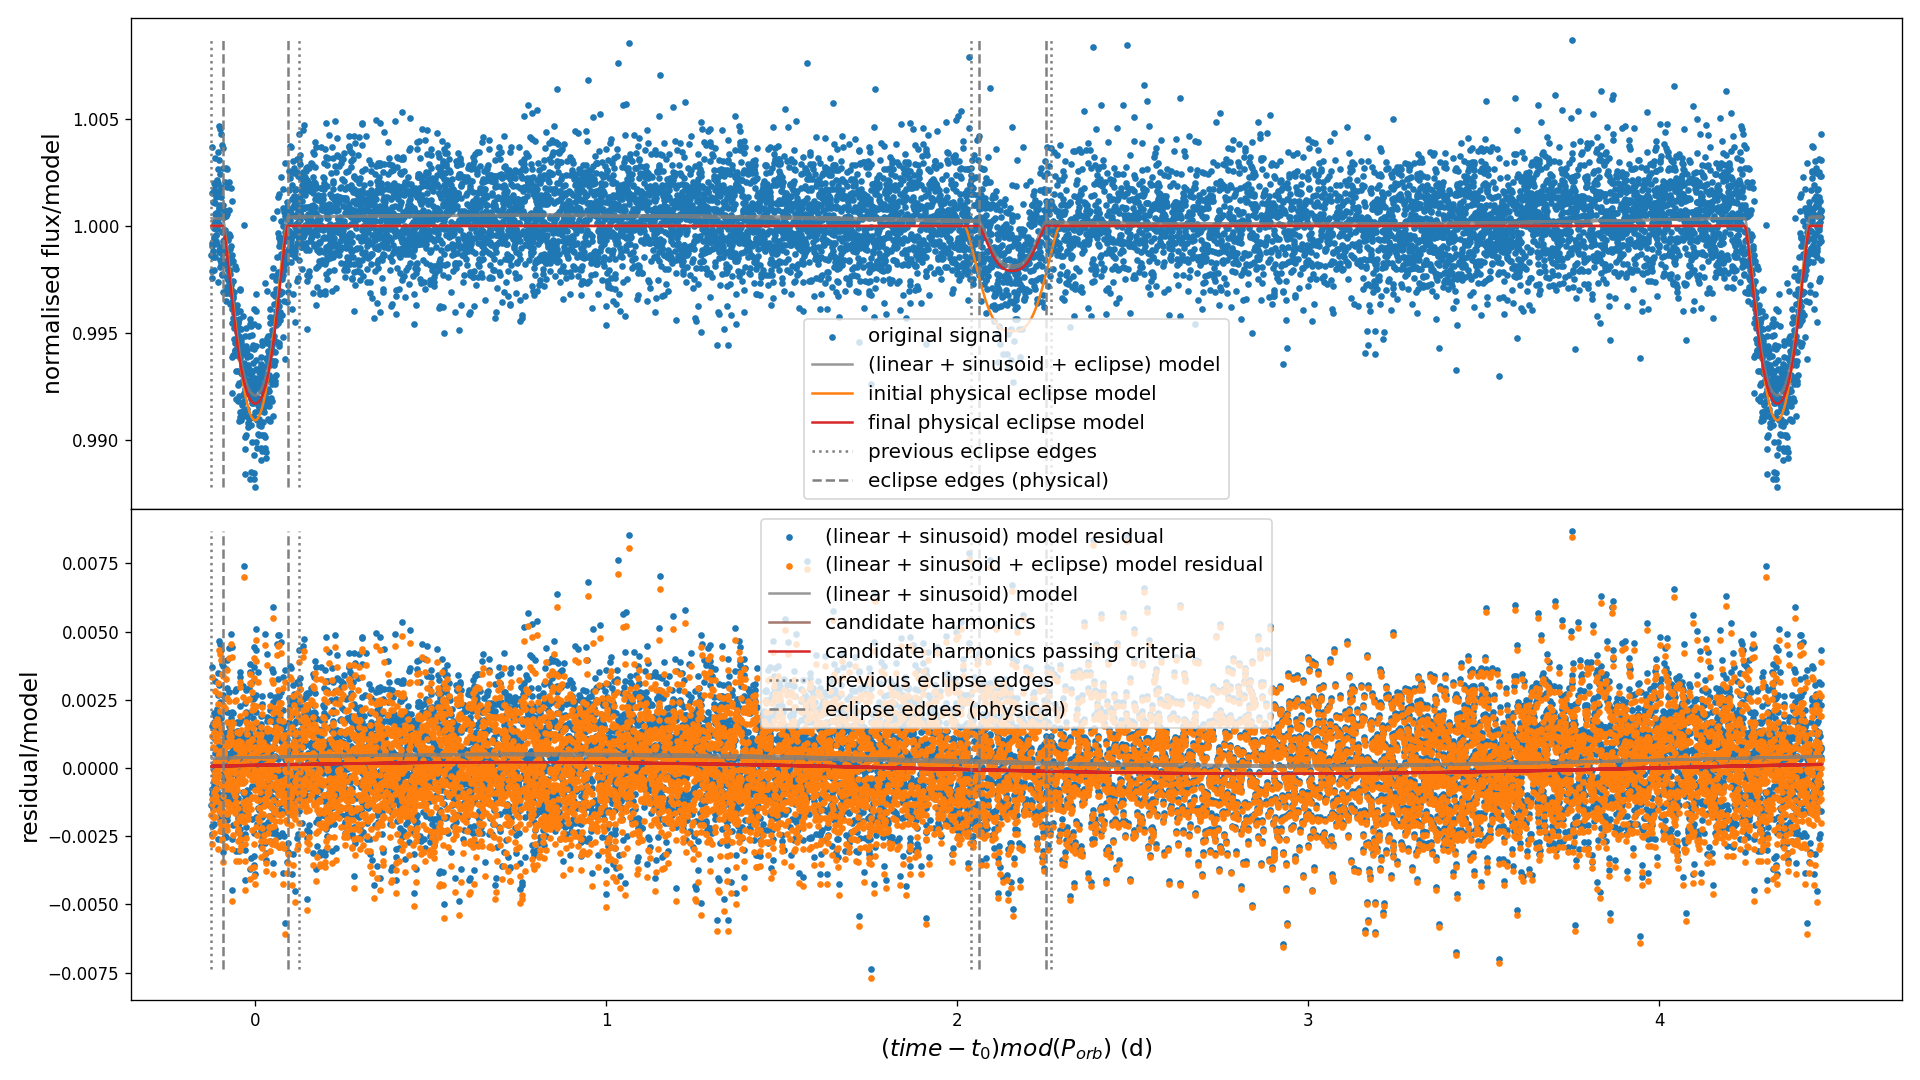 normalised flux/model
1.005
1.000
0.995
0.990
original signal
(linear + sinusoid + eclipse) model
initial physical eclipse model
final physical eclipse model
previous eclipse edges
eclipse edges (physical)
residual/model
0.0075
0.0050
0.0025
0.0000
−0.0025
−0.0050
−0.0075
(linear + sinusoid) model residual
(linear + sinusoid + eclipse) model residual
(linear + sinusoid) model
candidate harmonics
candidate harmonics passing criteria
previous eclipse edges
eclipse edges (physical)
0 1 2 3 4
(time − t₀)mod(P_orb) (d)